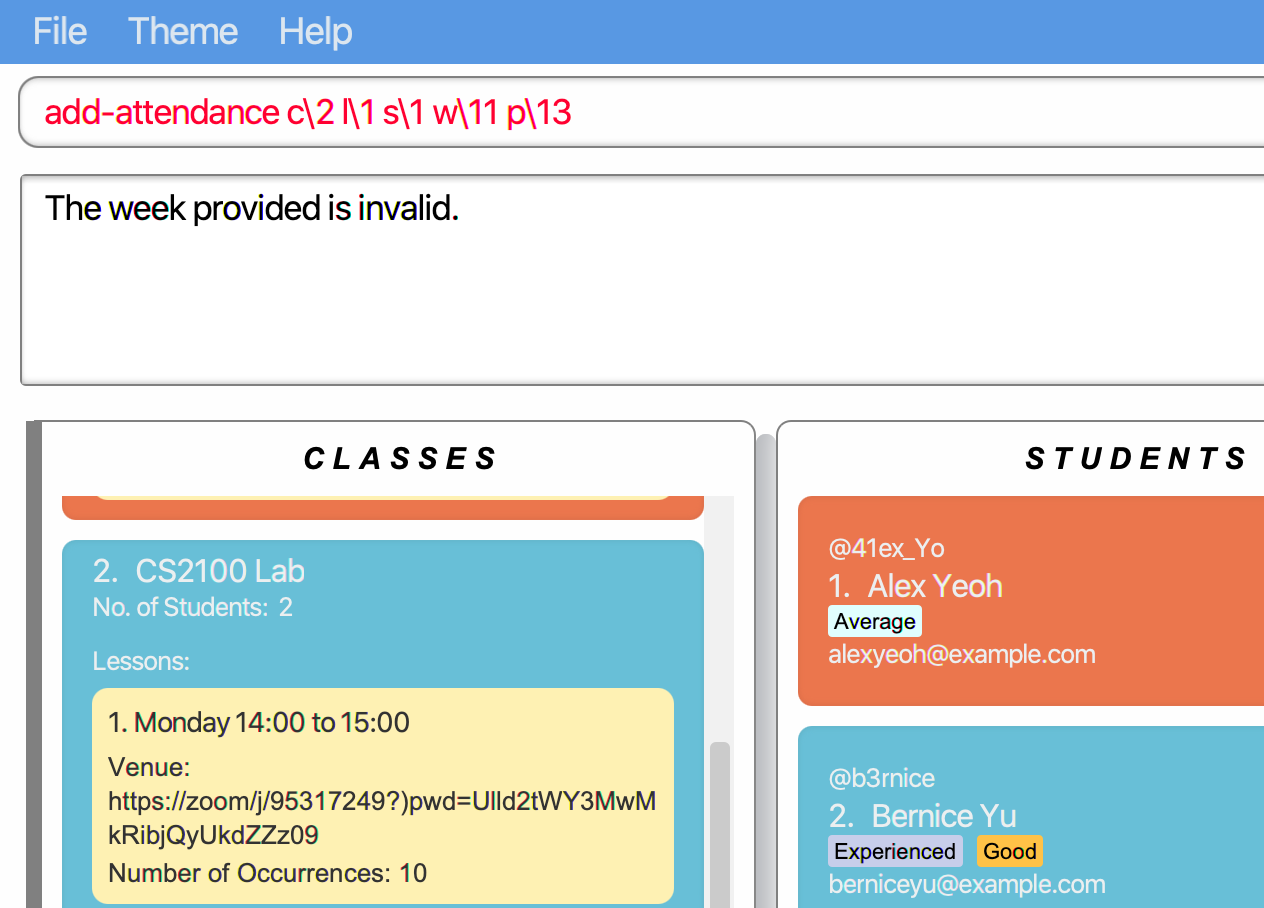 File Theme Help
add-attendance c\2 l\1 s\1 w\11 p\13
The week provided is invalid.
CLASSES
2. CS2100 Lab
No. of Students: 2
Lessons:
1. Monday 14:00 to 15:00
Venue:
https://zoom/j/95317249?)pwd=Ulld2tWY3MwM
kRibjQyUkdZZz09
Number of Occurrences: 10
STUDENTS
@41ex_Yo
1. Alex Yeoh
Average
alexyeoh@example.com
@b3rnice
2. Bernice Yu
Experienced Good
berniceyu@example.com